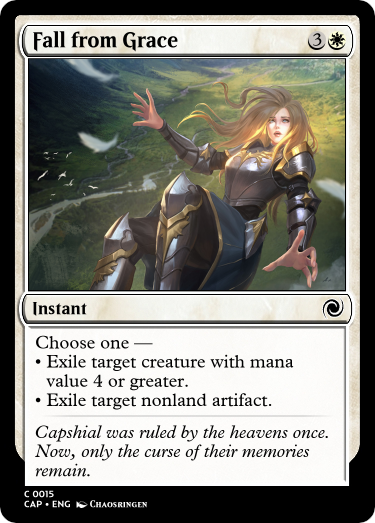 Fall from Grace 3
Instant
Choose one —
• Exile target creature with mana
value 4 or greater.
• Exile target nonland artifact.
Capshial was ruled by the heavens once.
Now, only the curse of their memories
remain.
C 0015
CAP • ENG Chaosringen